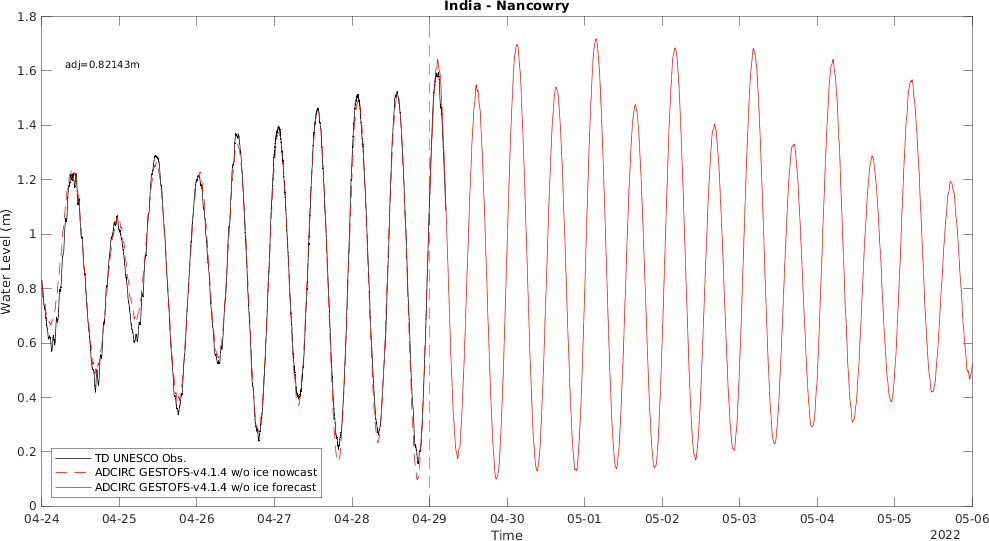 India - Nancowry
1.8
1.6
1.4
1.2
1
0.8
0.6
0.4
0.2
0
Water Level (m)
adj=0.82143m
TD UNESCO Obs.
ADCIRC GESTOFS-v4.1.4 w/o ice nowcast
ADCIRC GESTOFS-v4.1.4 w/o ice forecast
04-24 04-25 04-26 04-27 04-28 04-29 04-30 05-01 05-02 05-03 05-04 05-05 05-06
Time
2022